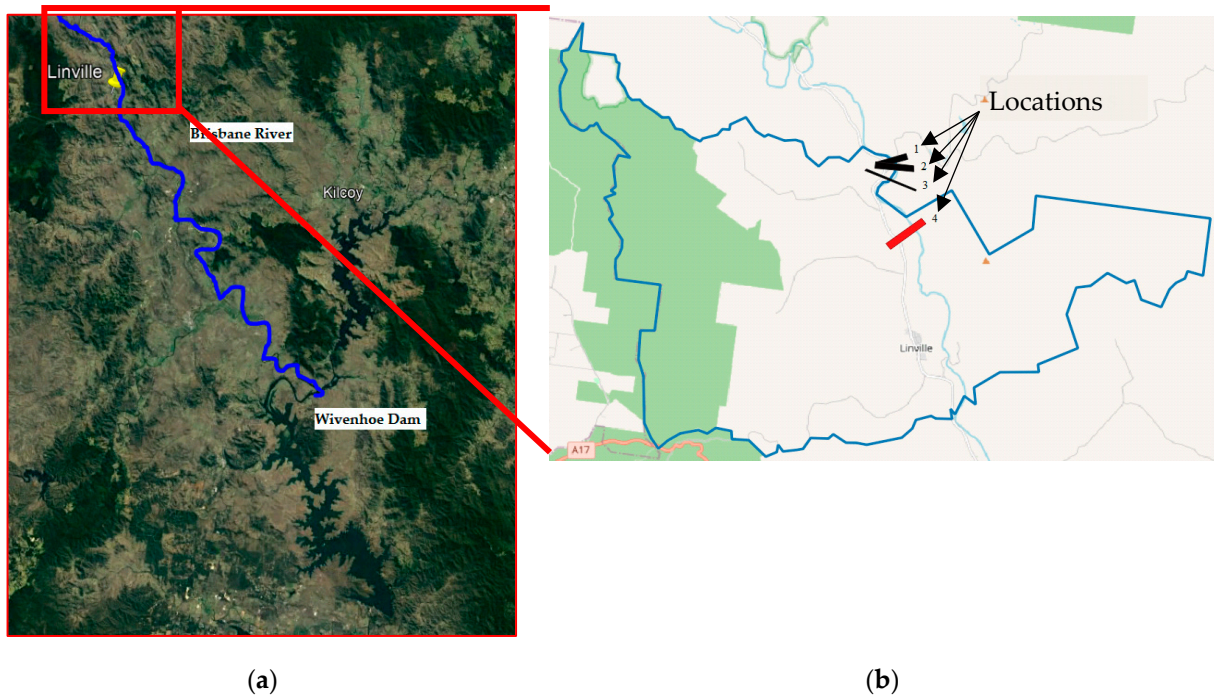 Linville
Brisbane River
Kilcoy
Wivenhoe Dam
Locations
1
2
3
4
Linville
A17
(a)
(b)